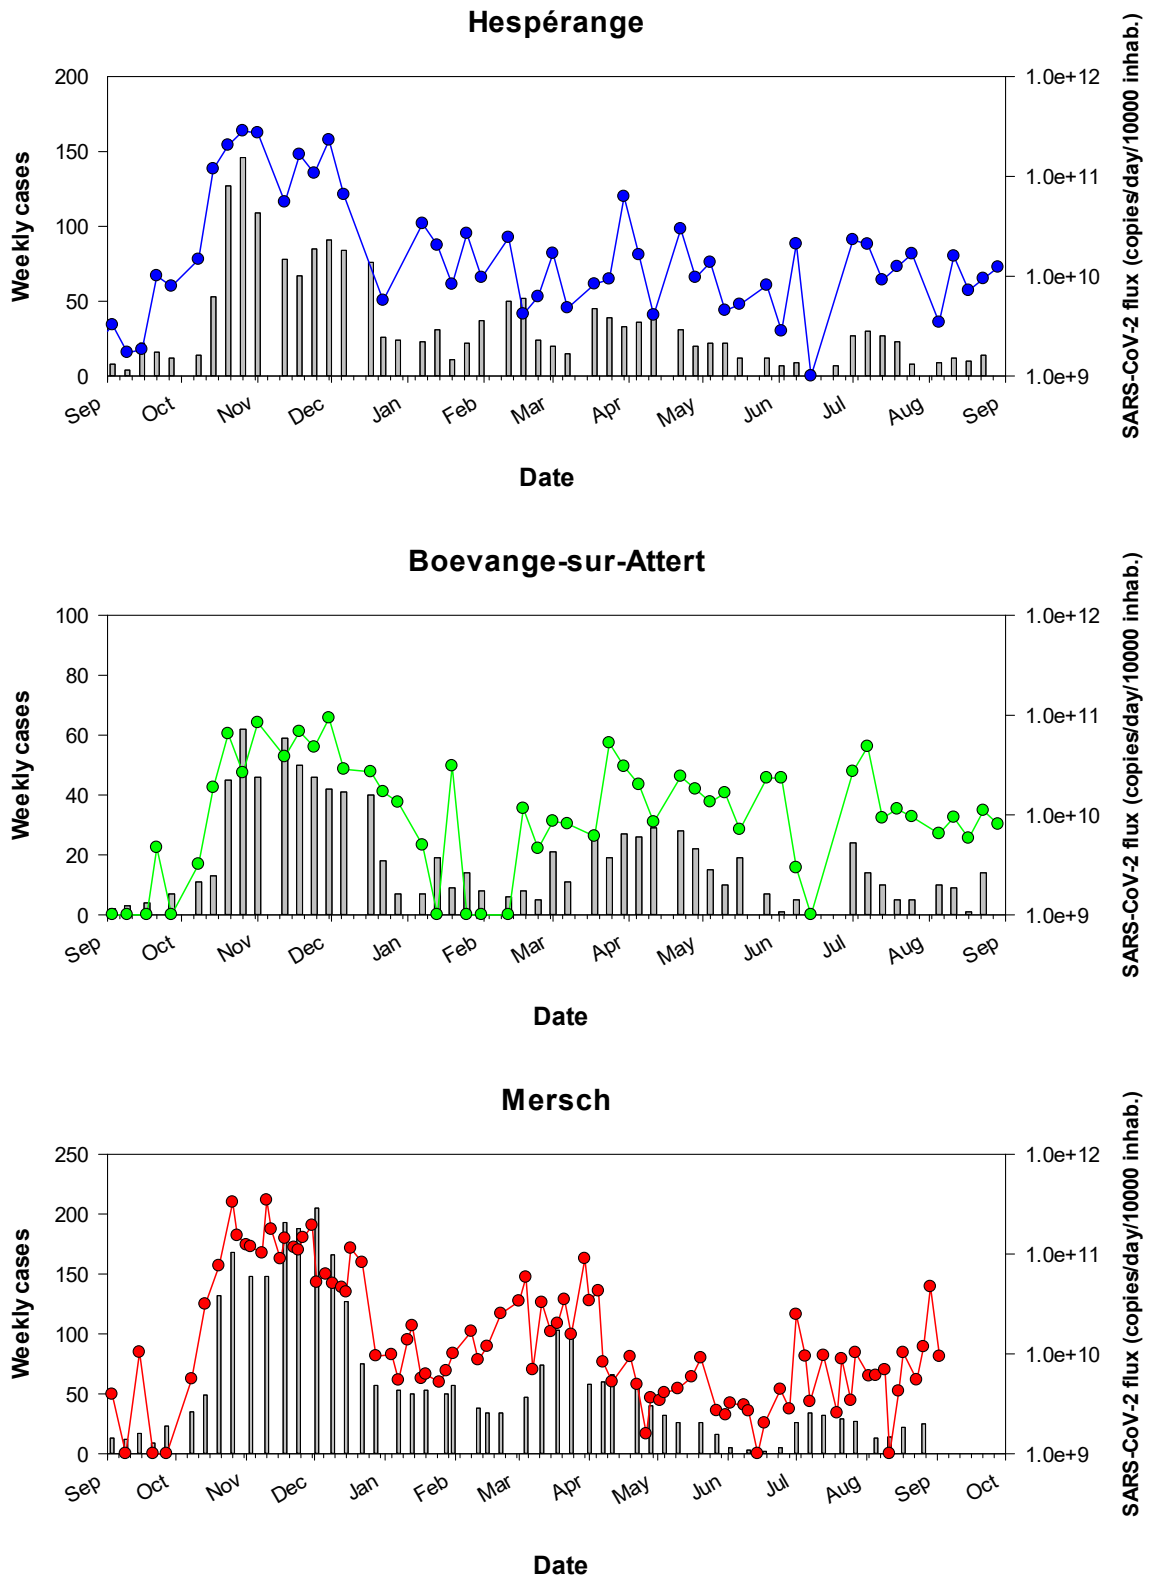 Hespérange
Weekly cases
200
150
100
50
0
1.0e+12
1.0e+11
1.0e+10
1.0e+9
SARS-CoV-2 flux (copies/day/10000 inhab.)
Sep Oct Nov Dec Jan Feb Mar Apr May Jun Jul Aug Sep
Date
Boevange-sur-Attert
Weekly cases
100
80
60
40
20
0
1.0e+12
1.0e+11
1.0e+10
1.0e+9
SARS-CoV-2 flux (copies/day/10000 inhab.)
Sep Oct Nov Dec Jan Feb Mar Apr May Jun Jul Aug Sep
Date
Mersch
Weekly cases
250
200
150
100
50
0
1.0e+12
1.0e+11
1.0e+10
1.0e+9
SARS-CoV-2 flux (copies/day/10000 inhab.)
Sep Oct Nov Dec Jan Feb Mar Apr May Jun Jul Aug Sep Oct
Date